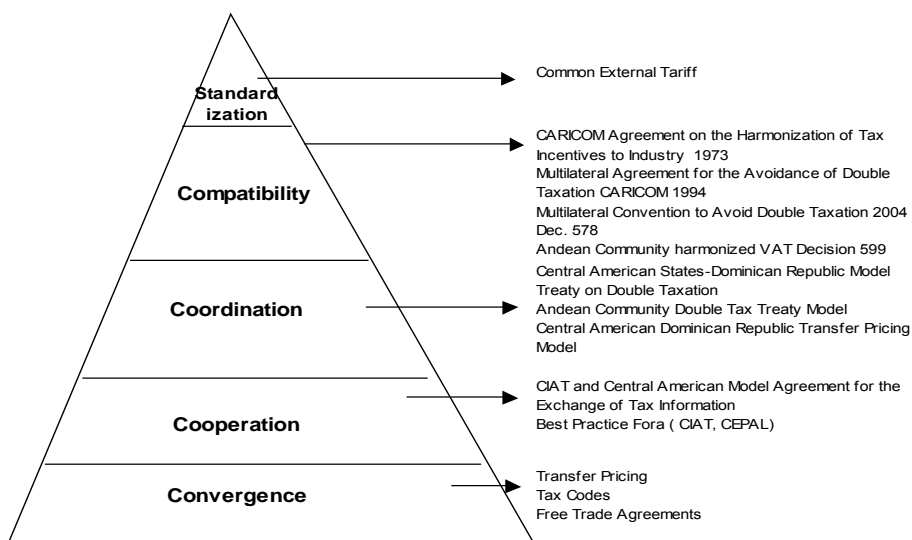 Common External Tariff
Standard
ization
CARICOM Agreement on the Harmonization of Tax
Incentives to Industry 1973
Multilateral Agreement for the Avoidance of Double
Taxation CARICOM 1994
Multilateral Convention to Avoid Double Taxation 2004
Dec. 578
Andean Community harmonized VAT Decision 599
Compatibility
Central American States-Dominican Republic Model
Treaty on Double Taxation
Andean Community Double Tax Treaty Model
Central American Dominican Republic Transfer Pricing
Model
Coordination
CIAT and Central American Model Agreement for the
Exchange of Tax Information
Best Practice Fora ( CIAT, CEPAL)
Cooperation
Transfer Pricing
Tax Codes
Free Trade Agreements
Convergence